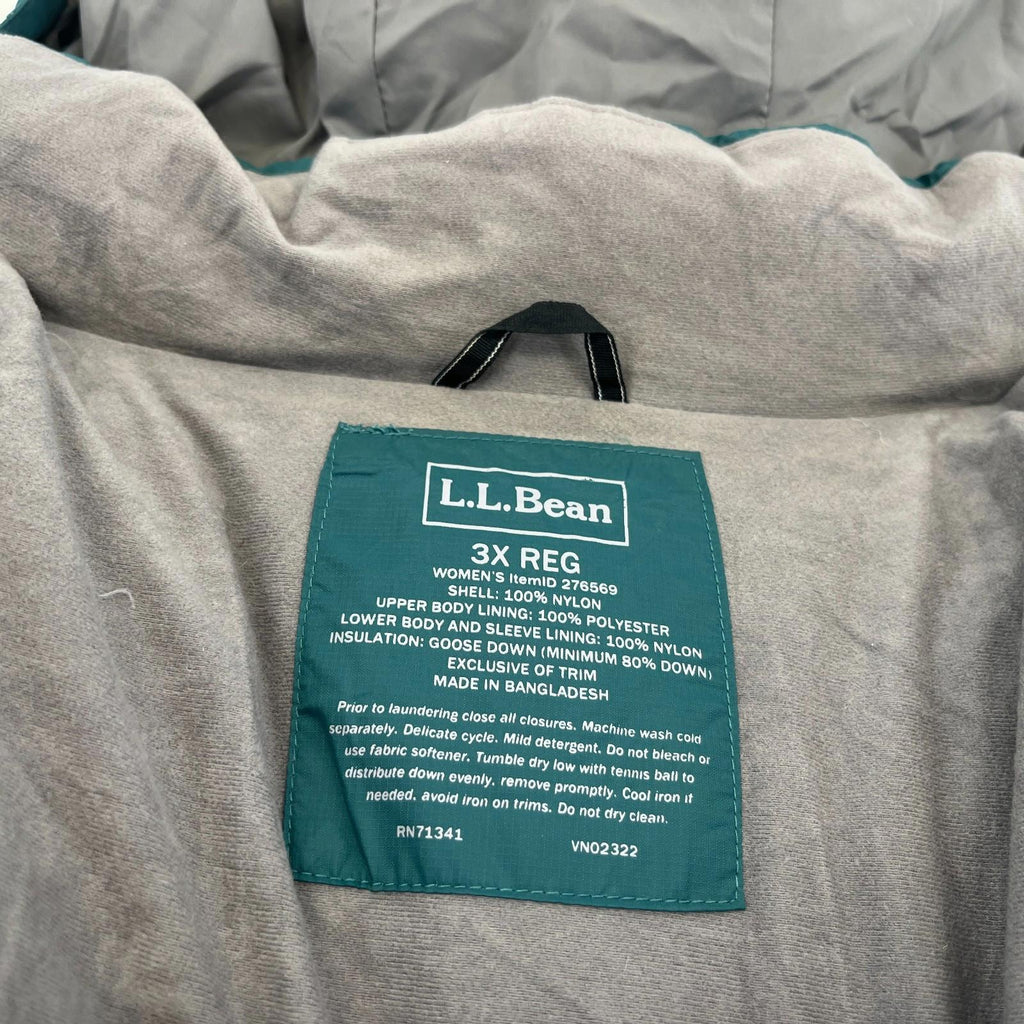 L.L.Bean
3X REG
WOMEN'S ItemID 276569
SHELL: 100% NYLON
UPPER BODY LINING: 100% POLYESTER
LOWER BODY AND SLEEVE LINING: 100% NYLON
INSULATION: GOOSE DOWN (MINIMUM 80% DOWN)
EXCLUSIVE OF TRIM
MADE IN BANGLADESH
Prior to laundering close all closures. Machine wash cold
separately. Delicate cycle. Mild detergent. Do not bleach or
use fabric softener. Tumble dry low with tennis ball to
distribute down evenly, remove promptly. Cool iron if
needed, avoid iron on trims. Do not dry clean.
RN71341 VN02322